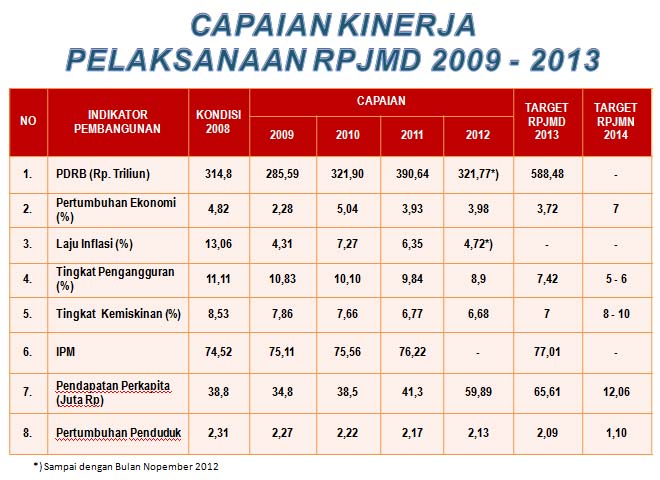 CAPAIAN KINERJA
PELAKSANAAN RPJMD 2009 - 2013
NO INDIKATOR PEMBANGUNAN KONDISI 2008 CAPAIAN TARGET RPJMD 2013 TARGET RPJMN 2014
2009 2010 2011 2012
1. PDRB (Rp. Triliun) 314,8 285,59 321,90 390,64 321,77*) 588,48 -
2. Pertumbuhan Ekonomi (%) 4,82 2,28 5,04 3,93 3,98 3,72 7
3. Laju Inflasi (%) 13,06 4,31 7,27 6,35 4,72*) - -
4. Tingkat Pengangguran (%) 11,11 10,83 10,10 9,84 8,9 7,42 5 - 6
5. Tingkat Kemiskinan (%) 8,53 7,86 7,66 6,77 6,68 7 8 - 10
6. IPM 74,52 75,11 75,56 76,22 - 77,01 -
7. Pendapatan Perkapita (Juta Rp) 38,8 34,8 38,5 41,3 59,89 65,61 12,06
8. Pertumbuhan Penduduk 2,31 2,27 2,22 2,17 2,13 2,09 1,10
*) Sampai dengan Bulan Nopember 2012